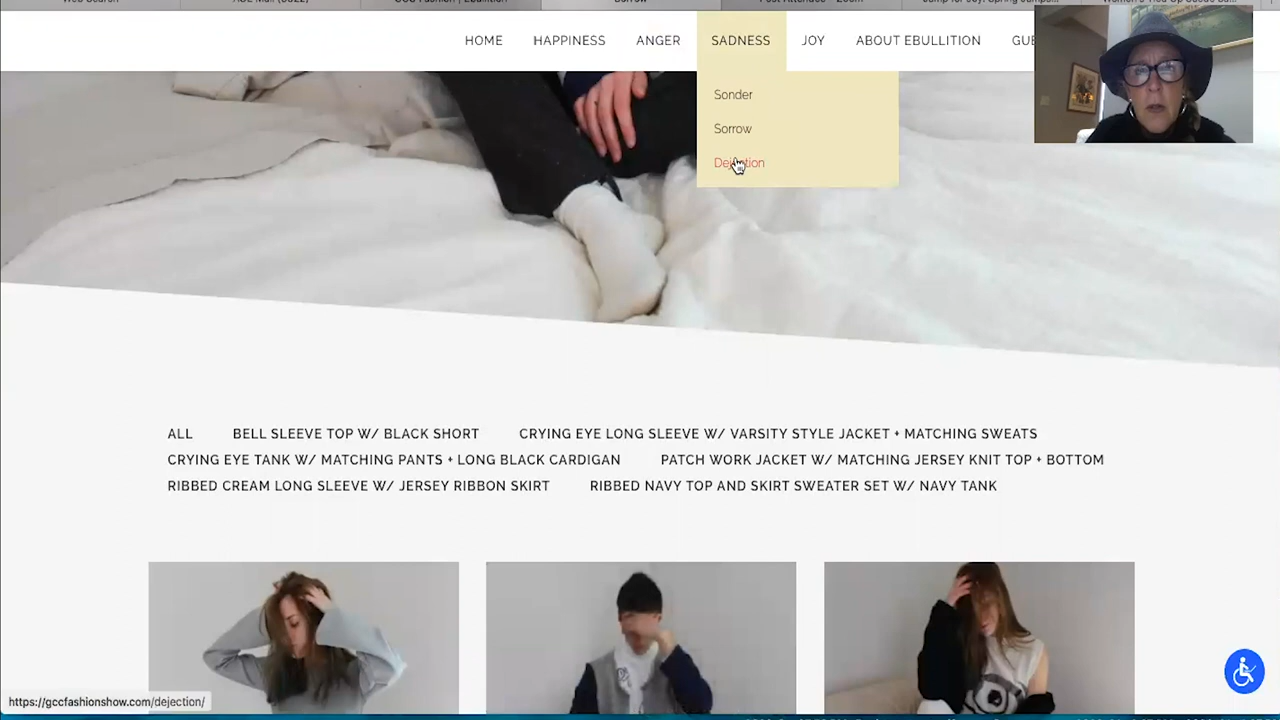 HOME HAPPINESS ANGER SADNESS JOY ABOUT EBULLITION
Sonder
Sorrow
Dejection
ALL BELL SLEEVE TOP W/ BLACK SHORT CRYING EYE LONG SLEEVE W/ VARSITY STYLE JACKET + MATCHING SWEATS
CRYING EYE TANK W/ MATCHING PANTS + LONG BLACK CARDIGAN PATCH WORK JACKET W/ MATCHING JERSEY KNIT TOP + BOTTOM
RIBBED CREAM LONG SLEEVE W/ JERSEY RIBBON SKIRT RIBBED NAVY TOP AND SKIRT SWEATER SET W/ NAVY TANK
https://gccfashionshow.com/dejection/